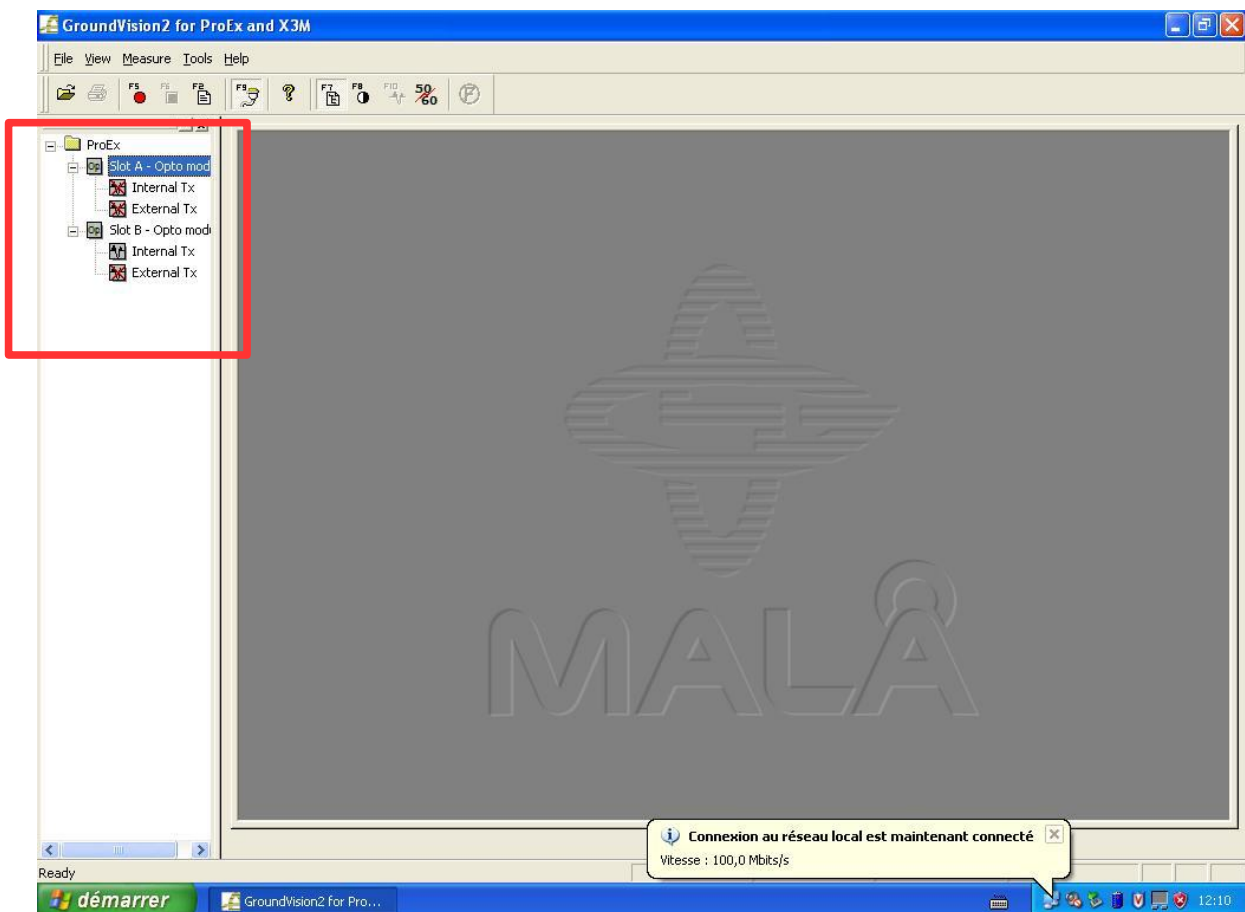 GroundVision2 for ProEx and X3M
File View Measure Tools Help
F5 F6 F2 F9 F7 F8 F10 50/60
ProEx
Slot A - Opto mod
Internal Tx
External Tx
Slot B - Opto mod
Internal Tx
External Tx
MALÅ
Connexion au réseau local est maintenant connecté
Vitesse : 100,0 Mbits/s
Ready
démarrer GroundVision2 for Pro... 12:10